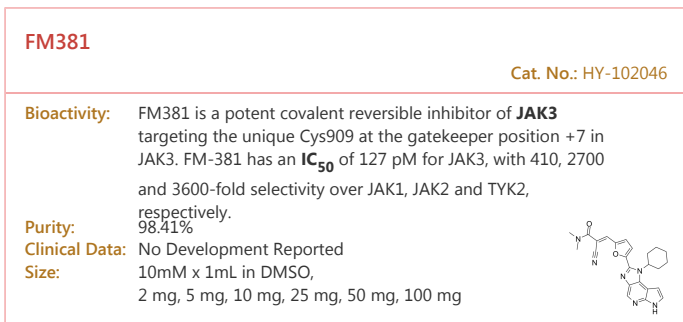 FM381
Cat. No.: HY-102046
Bioactivity: FM381 is a potent covalent reversible inhibitor of JAK3
targeting the unique Cys909 at the gatekeeper position +7 in
JAK3. FM-381 has an IC50 of 127 pM for JAK3, with 410, 2700
and 3600-fold selectivity over JAK1, JAK2 and TYK2,
respectively.
Purity: 98.41%
Clinical Data: No Development Reported
Size: 10mM x 1mL in DMSO,
2 mg, 5 mg, 10 mg, 25 mg, 50 mg, 100 mg
O
N
O
N
N
N
N
N
H